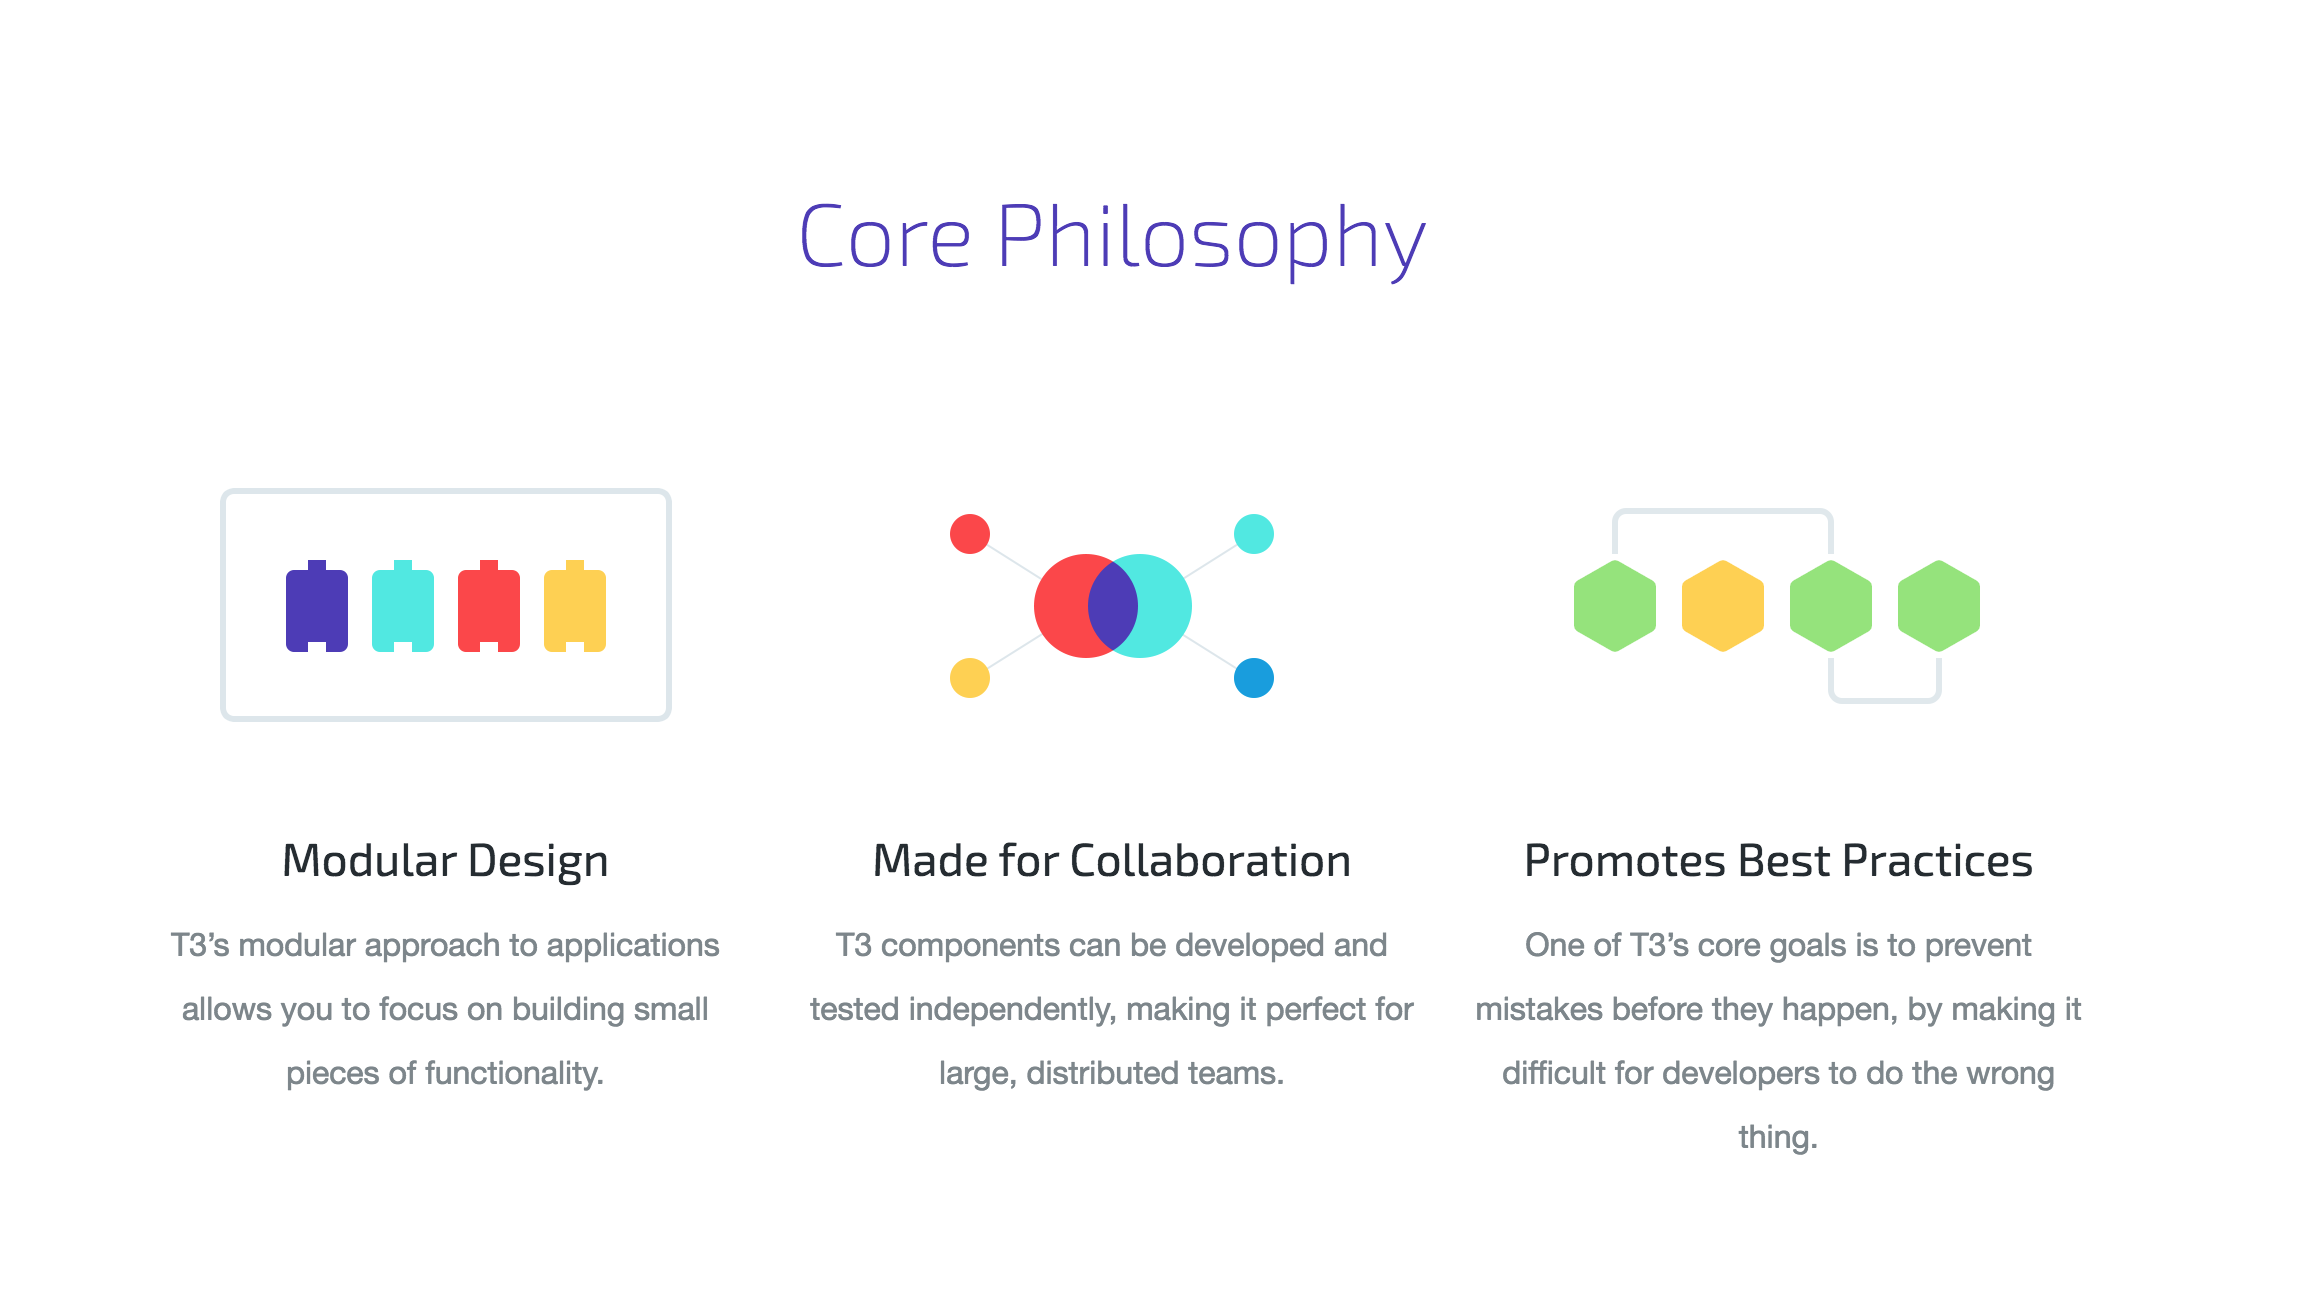 Core Philosophy
Modular Design
T3’s modular approach to applications
allows you to focus on building small
pieces of functionality.
Made for Collaboration
T3 components can be developed and
tested independently, making it perfect for
large, distributed teams.
Promotes Best Practices
One of T3’s core goals is to prevent
mistakes before they happen, by making it
difficult for developers to do the wrong
thing.